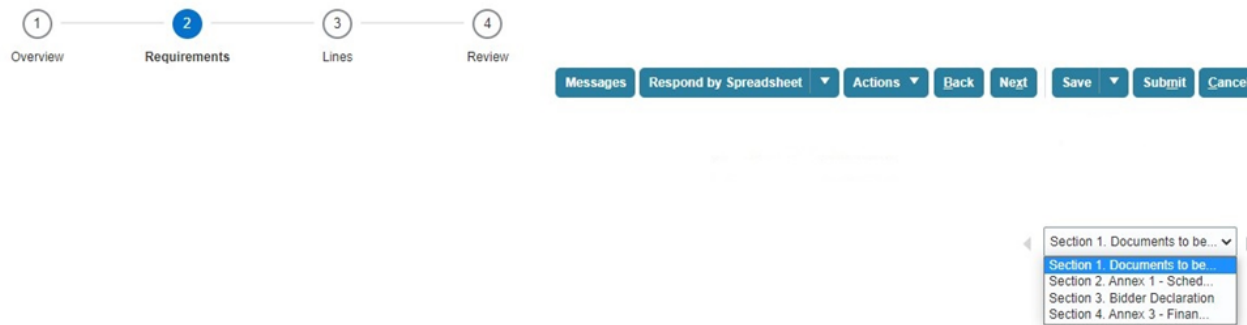 1 2 3 4
Overview Requirements Lines Review
Messages Respond by Spreadsheet Actions Back Next Save Submit Cance
Section 1. Documents to be...
Section 1. Documents to be...
Section 2. Annex 1 - Sched...
Section 3. Bidder Declaration
Section 4. Annex 3 - Finan...